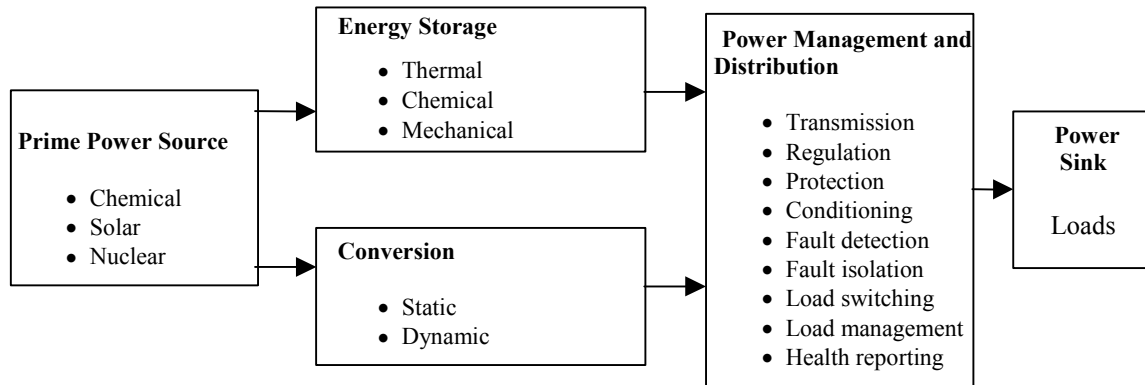 Prime Power Source
• Chemical
• Solar
• Nuclear
Energy Storage
• Thermal
• Chemical
• Mechanical
Conversion
• Static
• Dynamic
Power Management and
Distribution
• Transmission
• Regulation
• Protection
• Conditioning
• Fault detection
• Fault isolation
• Load switching
• Load management
• Health reporting
Power
Sink
Loads